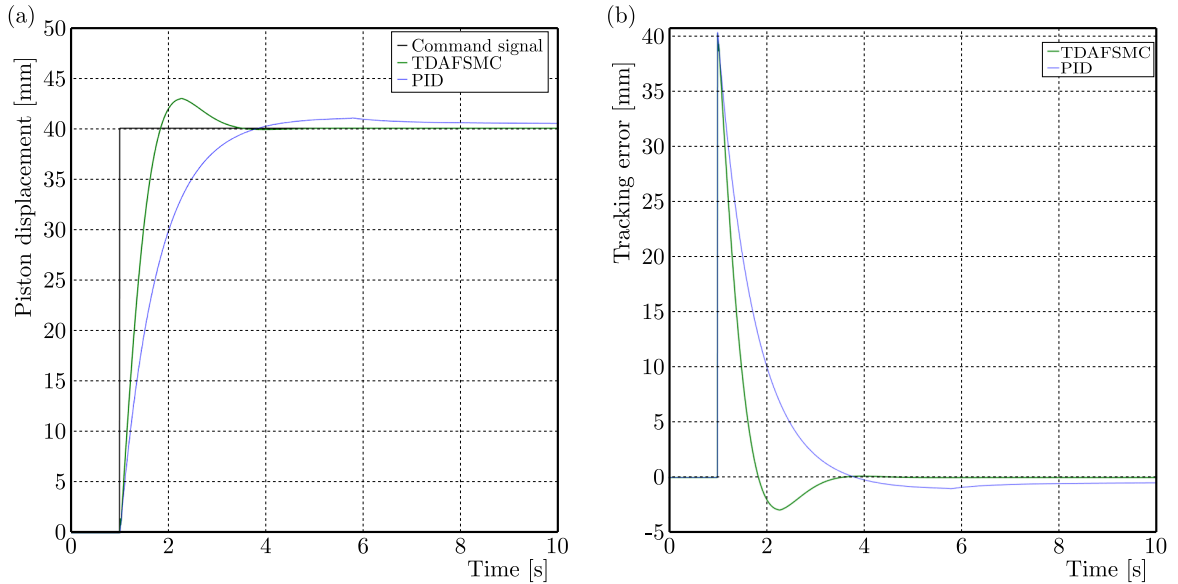 (a)
Piston displacement [mm]
50
45
40
35
30
25
20
15
10
5
0
Command signal
TDAFSMC
PID
0 2 4 6 8 10
Time [s]
(b)
Tracking error [mm]
40
35
30
25
20
15
10
5
0
-5
TDAFSMC
PID
0 2 4 6 8 10
Time [s]